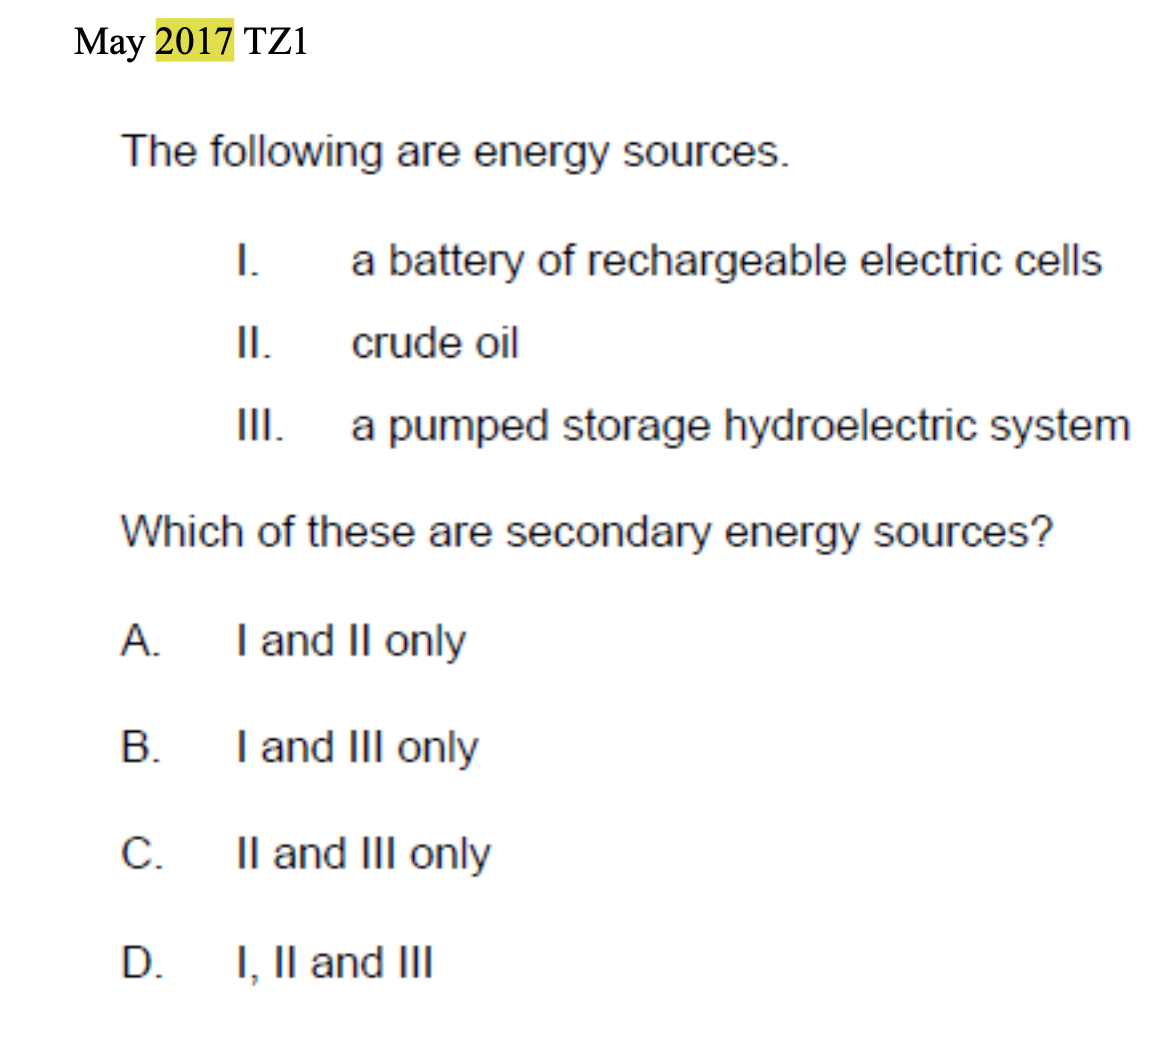 May 2017 TZ1
The following are energy sources.
I. a battery of rechargeable electric cells
II. crude oil
III. a pumped storage hydroelectric system
Which of these are secondary energy sources?
A. I and II only
B. I and III only
C. II and III only
D. I, II and III